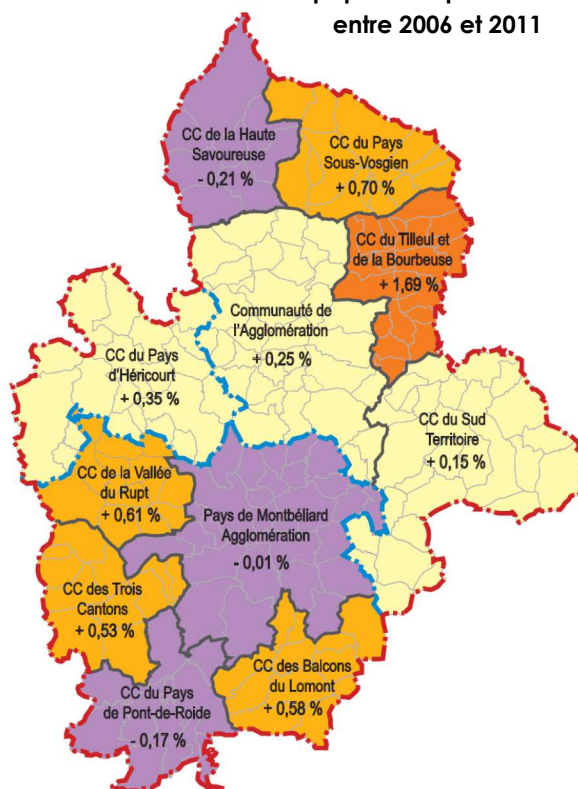 entre 2006 et 2011
CC de la Haute
Savoureuse
- 0,21 %
CC du Pays
Sous-Vosgien
+ 0,70 %
CC du Tilleul et
de la Bourbeuse
+ 1,69 %
Communauté de
l'Agglomération
+ 0,25 %
CC du Pays
d'Héricourt
+ 0,35 %
CC du Sud
Territoire
+ 0,15 %
CC de la Vallée
du Rupt
+ 0,61 %
Pays de Montbéliard
Agglomération
- 0,01 %
CC des Trois
Cantons
+ 0,53 %
CC des Balcons
du Lomont
+ 0,58 %
CC du Pays
de Pont-de-Roide
- 0,17 %